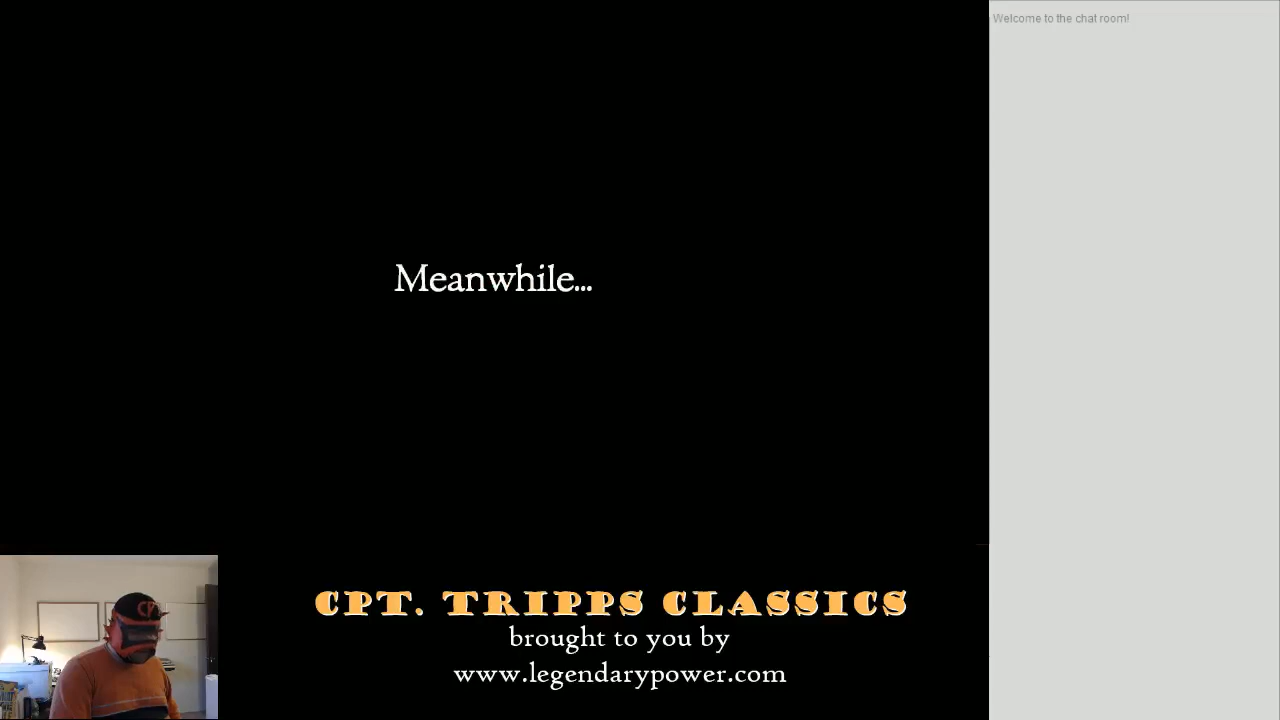 Welcome to the chat room!
Meanwhile...
CPT. TRIPPS CLASSICS
brought to you by
www.legendarypower.com